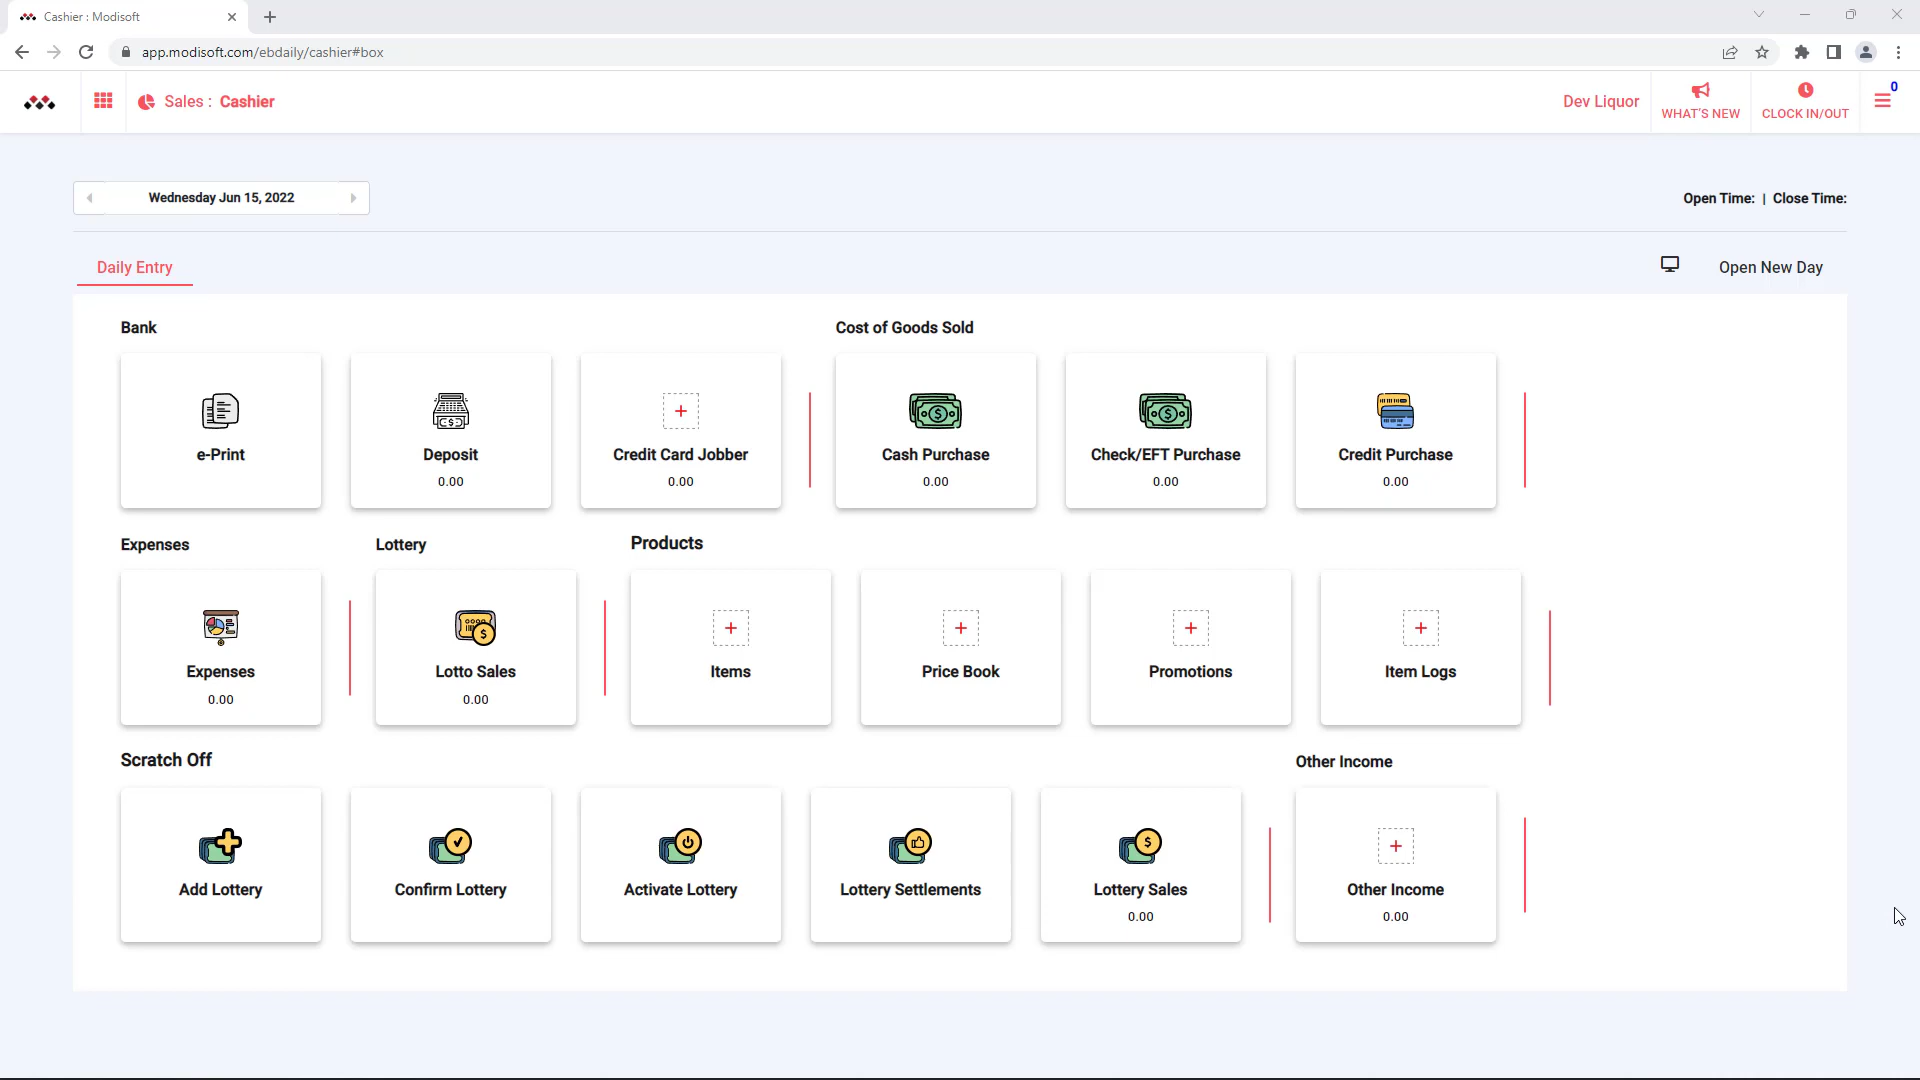 Cashier : Modisoft
app.modisoft.com/ebdaily/cashier#box
Sales : Cashier
Dev Liquor
WHAT'S NEW
CLOCK IN/OUT
0
Wednesday Jun 15, 2022
Open Time: | Close Time:
Daily Entry
Open New Day
Bank
Cost of Goods Sold
e-Print
Deposit
0.00
Credit Card Jobber
0.00
Cash Purchase
0.00
Check/EFT Purchase
0.00
Credit Purchase
0.00
Expenses
Lottery
Products
Expenses
0.00
Lotto Sales
0.00
Items
Price Book
Promotions
Item Logs
Scratch Off
Other Income
Add Lottery
Confirm Lottery
Activate Lottery
Lottery Settlements
Lottery Sales
0.00
Other Income
0.00